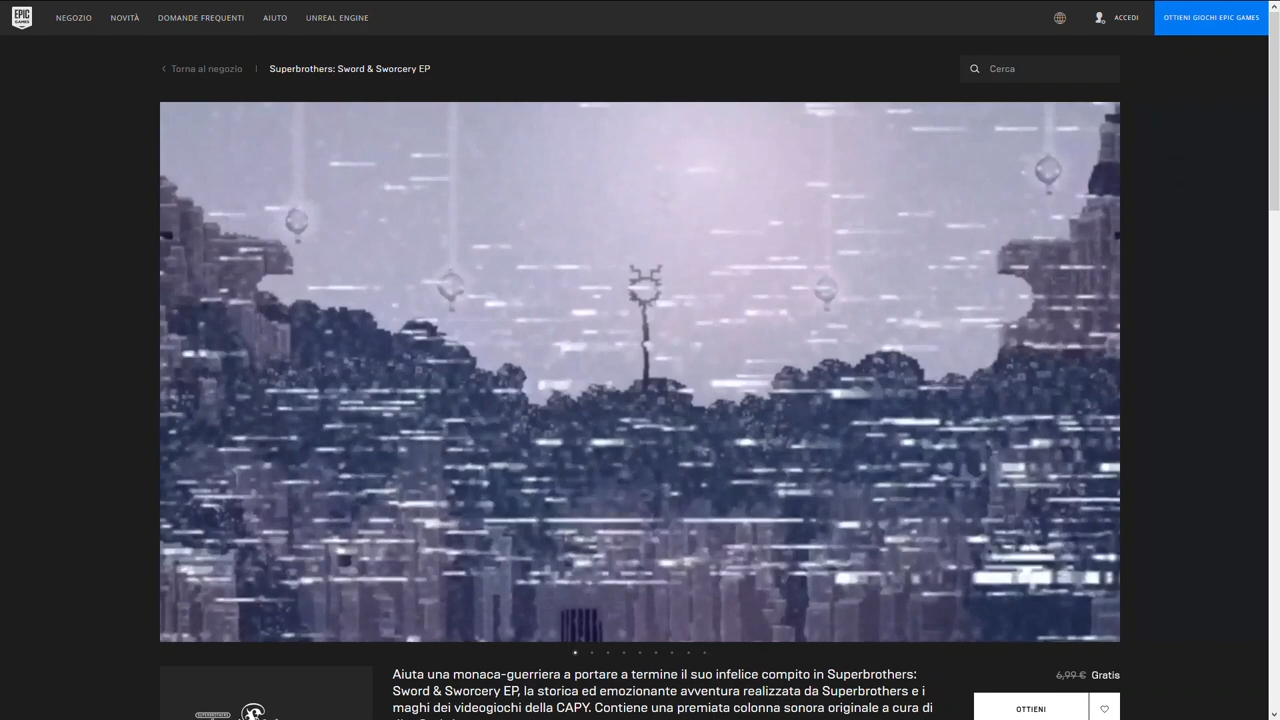 EPIC GAMES
NEGOZIO NOVITÀ DOMANDE FREQUENTI AIUTO UNREAL ENGINE ACCEDI OTTIENI GIOCHI EPIC GAMES
Torna al negozio Superbrothers: Sword & Sworcery EP Cerca
Aiuta una monaca-guerriera a portare a termine il suo infelice compito in Superbrothers:
6,99 € Gratis
Sword & Sworcery EP, la storica ed emozionante avventura realizzata da Superbrothers e i
maghi dei videogiochi della CAPY. Contiene una premiata colonna sonora originale a cura di
OTTIENI
SUPERBROTHERS